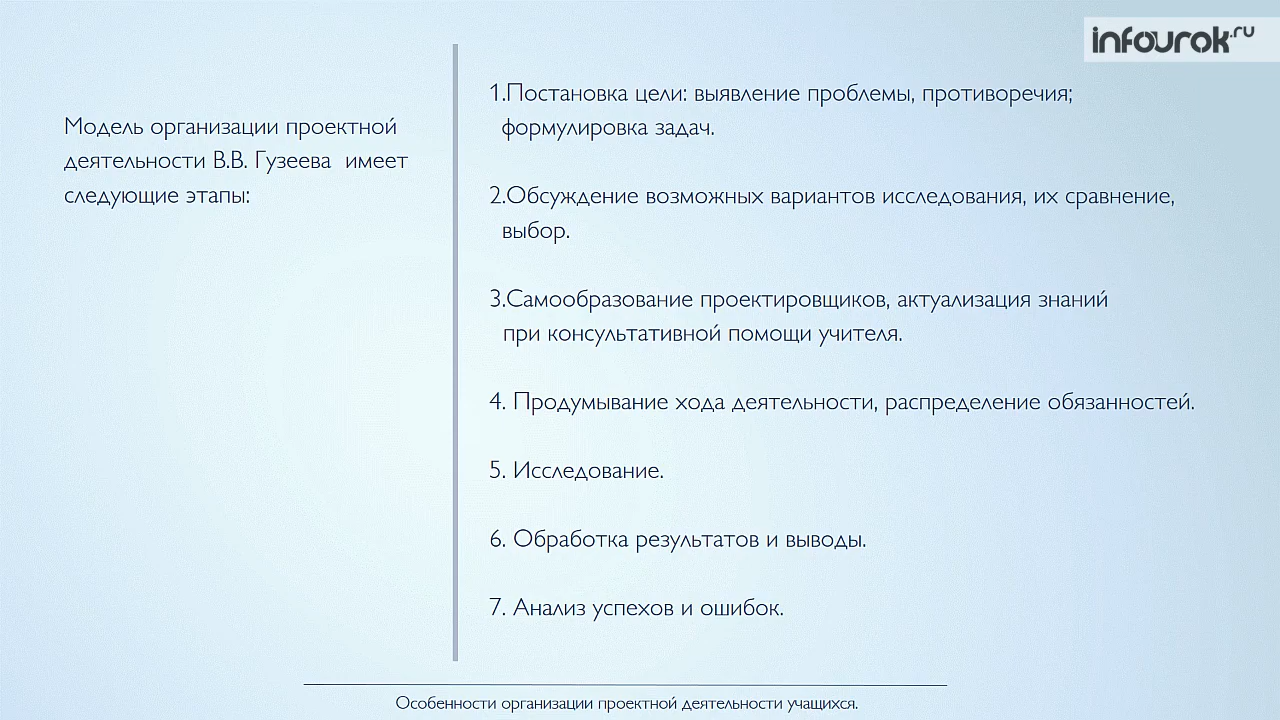 infourok.ru
Модель организации проектной
деятельности В.В. Гузеева имеет
следующие этапы:
1.Постановка цели: выявление проблемы, противоречия;
формулировка задач.
2.Обсуждение возможных вариантов исследования, их сравнение,
выбор.
3.Самообразование проектировщиков, актуализация знаний
при консультативной помощи учителя.
4. Продумывание хода деятельности, распределение обязанностей.
5. Исследование.
6. Обработка результатов и выводы.
7. Анализ успехов и ошибок.
Особенности организации проектной деятельности учащихся.